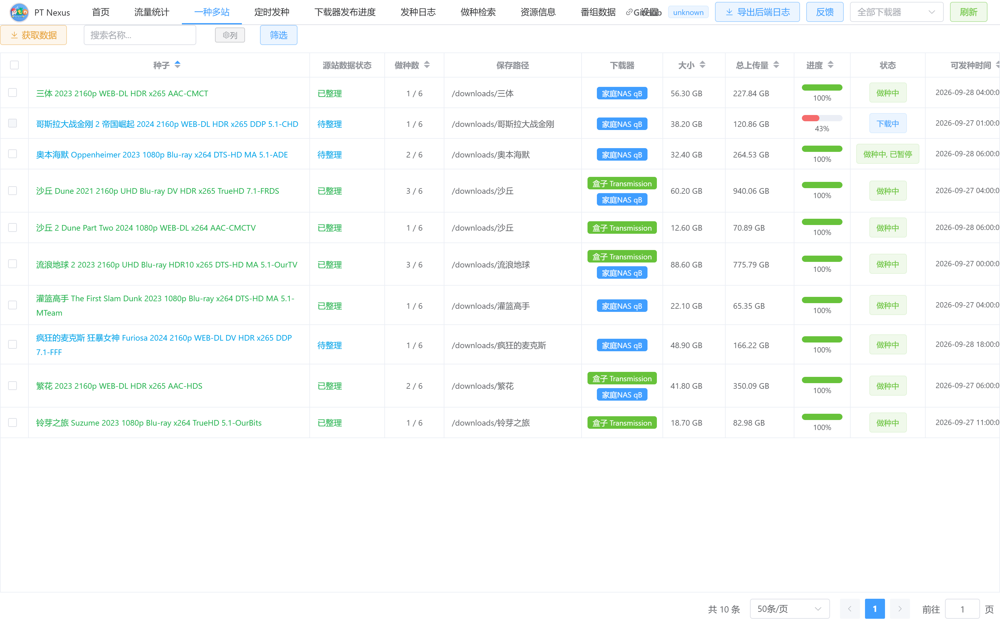 PT Nexus 首页 流量统计 一种多站 定时发种 下载器发布进度 发种日志 做种检索 资源信息 番组数据 设置 unknown 导出后端日志 反馈 全部下载器 刷新
获取数据 搜索名称... 列 筛选
种子 源站数据状态 做种数 保存路径 下载器 大小 总上传量 进度 状态 可发种时间
三体 2023 2160p WEB-DL HDR x265 AAC-CMCT 已整理 1 / 6 /downloads/三体 家庭NAS qB 56.30 GB 227.84 GB 100% 做种中 2026-09-28 04:00:0
哥斯拉大战金刚 2 帝国崛起 2024 2160p WEB-DL HDR x265 DDP 5.1-CHD 待整理 1 / 6 /downloads/哥斯拉大战金刚 家庭NAS qB 38.20 GB 120.86 GB 43% 下载中 2026-09-27 01:00:0
奥本海默 Oppenheimer 2023 1080p Blu-ray x264 DTS-HD MA 5.1-ADE 待整理 2 / 6 /downloads/奥本海默 家庭NAS qB 32.40 GB 264.53 GB 100% 做种中, 已暂停 2026-09-28 06:00:0
沙丘 Dune 2021 2160p UHD Blu-ray DV HDR x265 TrueHD 7.1-FRDS 已整理 3 / 6 /downloads/沙丘 盒子 Transmission 家庭NAS qB 60.20 GB 940.06 GB 100% 做种中 2026-09-27 04:00:0
沙丘 2 Dune Part Two 2024 1080p WEB-DL x264 AAC-CMCTV 已整理 1 / 6 /downloads/沙丘 盒子 Transmission 12.60 GB 70.89 GB 100% 做种中 2026-09-28 06:00:0
流浪地球 2 2023 2160p UHD Blu-ray HDR10 x265 DTS-HD MA 5.1-OurTV 已整理 3 / 6 /downloads/流浪地球 盒子 Transmission 家庭NAS qB 88.60 GB 775.79 GB 100% 做种中 2026-09-27 00:00:0
灌篮高手 The First Slam Dunk 2023 1080p Blu-ray x264 DTS-HD MA 5.1-
MTeam 已整理 1 / 6 /downloads/灌篮高手 家庭NAS qB 22.10 GB 65.35 GB 100% 做种中 2026-09-27 04:00:0
疯狂的麦克斯 狂暴女神 Furiosa 2024 2160p WEB-DL DV HDR x265 DDP
7.1-FFF 待整理 1 / 6 /downloads/疯狂的麦克斯 家庭NAS qB 48.90 GB 166.22 GB 100% 做种中 2026-09-28 18:00:0
繁花 2023 2160p WEB-DL HDR x265 AAC-HDS 已整理 2 / 6 /downloads/繁花 盒子 Transmission 家庭NAS qB 41.80 GB 350.09 GB 100% 做种中 2026-09-27 06:00:0
铃芽之旅 Suzume 2023 1080p Blu-ray x264 TrueHD 5.1-OurBits 已整理 1 / 6 /downloads/铃芽之旅 盒子 Transmission 18.70 GB 82.98 GB 100% 做种中 2026-09-27 11:00:0
共 10 条 50条/页 1 前往 1 页